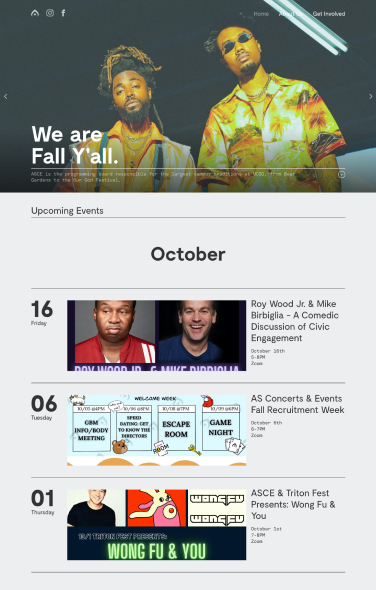 Home
Get Involved
We are
Fall Y'all.
ASCE is the programming board responsible for the largest campus traditions at UCSD, from Bear
Gardens to the Sun God Festival.
Upcoming Events
October
16
Friday
ROY WOOD JR. & MIKE BIRBIGLIA
Roy Wood Jr. & Mike
Birbiglia - A Comedic
Discussion of Civic
Engagement
October 16th
5-6PM
Zoom
06
Tuesday
WELCOME WEEK
10/05 @4PM
10/06 @6PM
10/08 @7PM
10/09 @6PM
GBM
INFO/BODY
MEETING
SPEED
DATING: GET
TO KNOW THE
DIRECTORS
ESCAPE
ROOM
GAME
NIGHT
AS Concerts & Events
Fall Recruitment Week
October 6th
6-7PM
Zoom
01
Thursday
10/1 TRITON FEST PRESENTS:
WONG FU & YOU
ASCE & Triton Fest
Presents: Wong Fu &
You
October 1st
7-8PM
Zoom